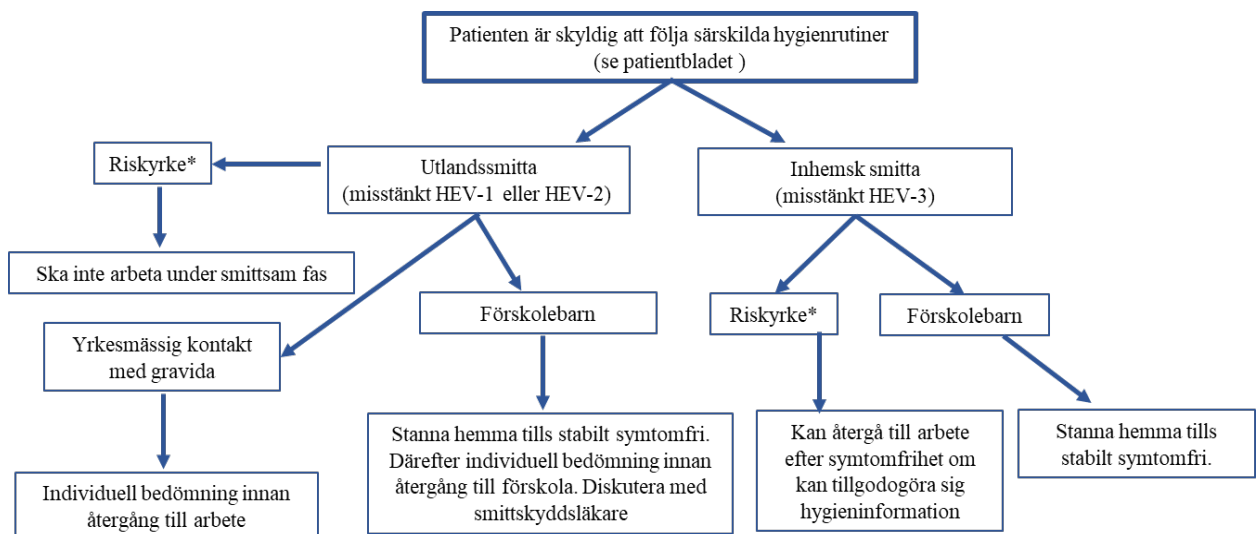 Patienten är skyldig att följa särskilda hygienrutiner
(se patientbladet )
Riskyrke*
Utlandssmitta
(misstänkt HEV-1 eller HEV-2)
Inhemsk smitta
(misstänkt HEV-3)
Ska inte arbeta under smittsam fas
Förskolebarn
Riskyrke*
Förskolebarn
Yrkesmässig kontakt
med gravida
Stanna hemma tills stabilt symtomfri.
Därefter individuell bedömning innan
återgång till förskola. Diskutera med
smittskyddsläkare
Kan återgå till arbete
efter symtomfrihet om
kan tillgodogöra sig
hygieninformation
Stanna hemma tills
stabilt symtomfri.
Individuell bedömning innan
återgång till arbete